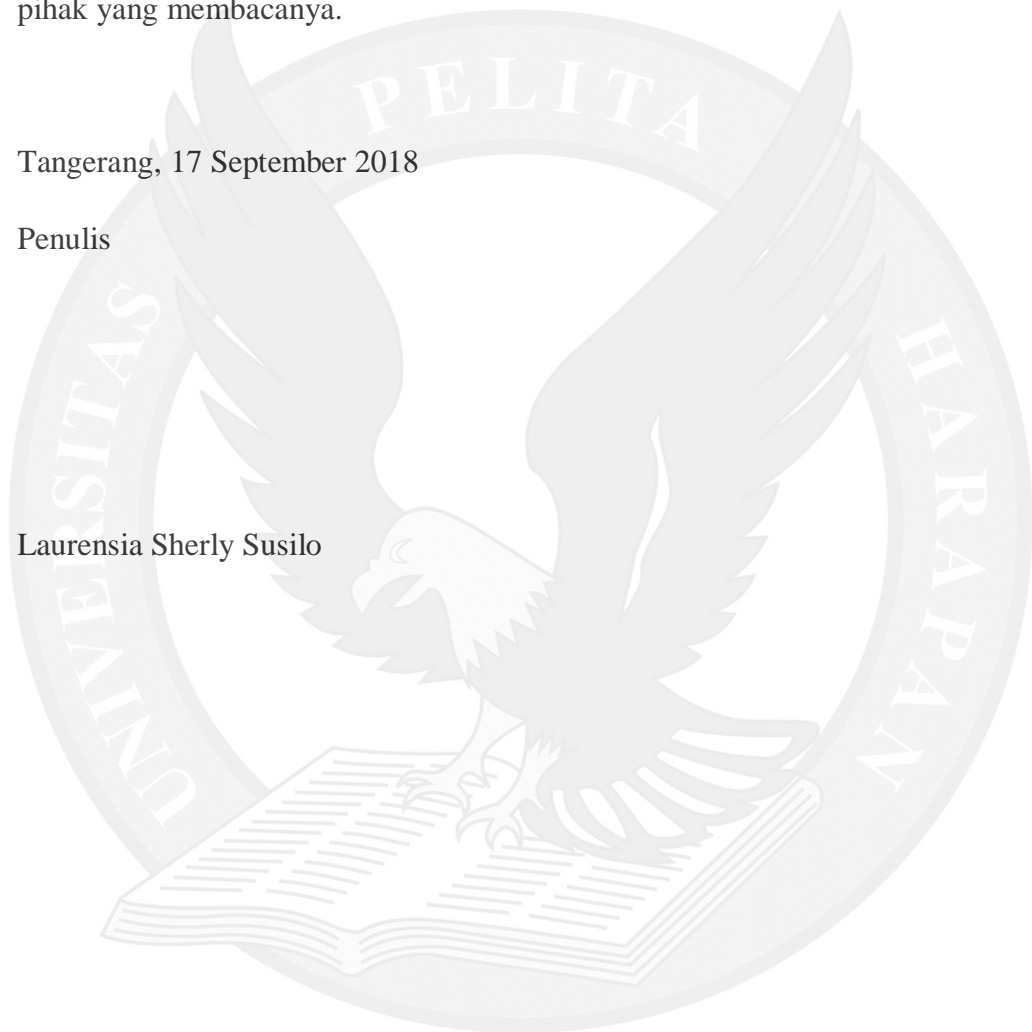 pihak yang membacanya.
PELITA
Tangerang, 17 September 2018
Penulis
UNIVERSITAS
HARAPAN
Laurensia Sherly Susilo